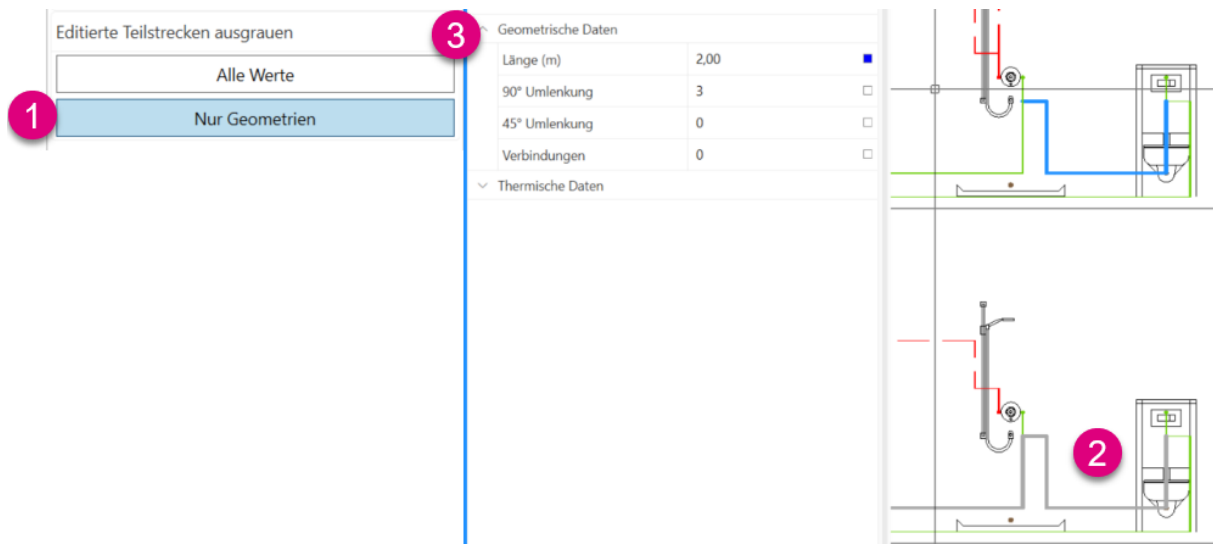 Editierte Teilstrecken ausgrauen
Alle Werte
1
Nur Geometrien
3
Geometrische Daten
Länge (m) 2,00
90° Umlenkung 3
45° Umlenkung 0
Verbindungen 0
Thermische Daten
2